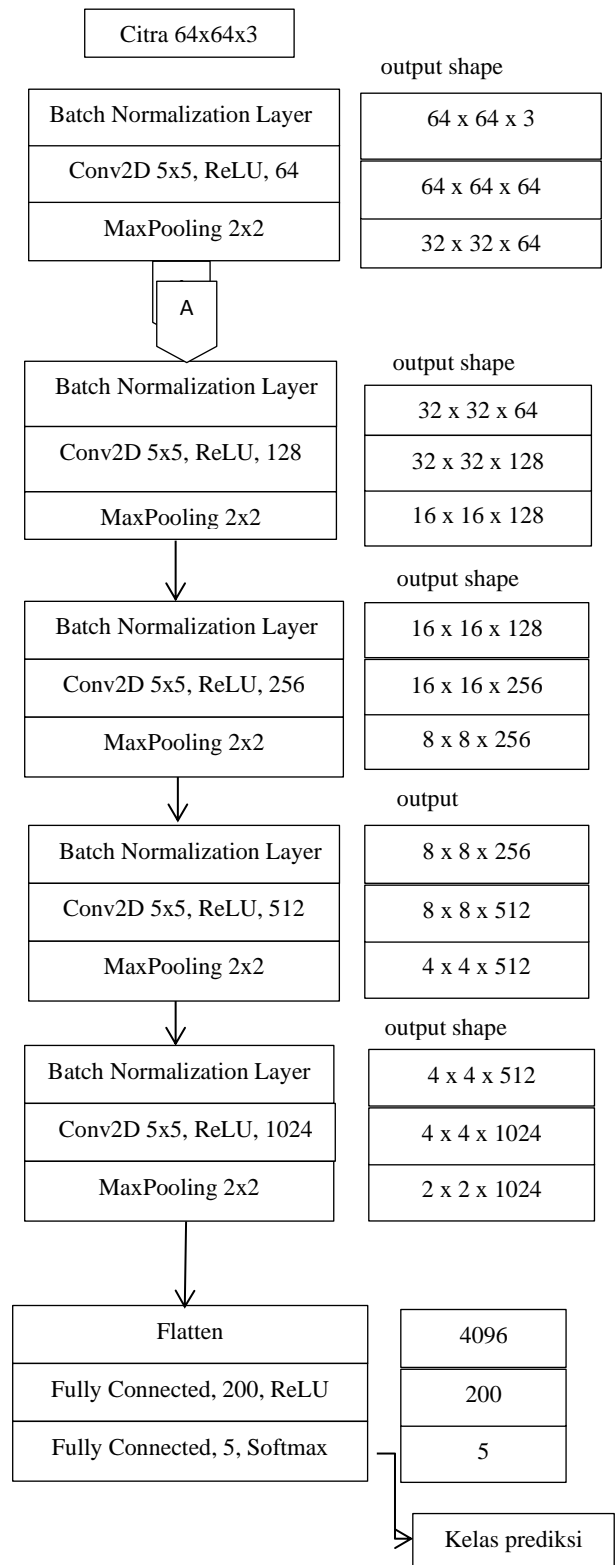 Citra 64x64x3
output shape
Batch Normalization Layer
64 x 64 x 3
Conv2D 5x5, ReLU, 64
64 x 64 x 64
MaxPooling 2x2
32 x 32 x 64
A
output shape
Batch Normalization Layer
32 x 32 x 64
Conv2D 5x5, ReLU, 128
32 x 32 x 128
MaxPooling 2x2
16 x 16 x 128
output shape
Batch Normalization Layer
16 x 16 x 128
Conv2D 5x5, ReLU, 256
16 x 16 x 256
MaxPooling 2x2
8 x 8 x 256
output
Batch Normalization Layer
8 x 8 x 256
Conv2D 5x5, ReLU, 512
8 x 8 x 512
MaxPooling 2x2
4 x 4 x 512
output shape
Batch Normalization Layer
4 x 4 x 512
Conv2D 5x5, ReLU, 1024
4 x 4 x 1024
MaxPooling 2x2
2 x 2 x 1024
Flatten
4096
Fully Connected, 200, ReLU
200
Fully Connected, 5, Softmax
5
Kelas prediksi